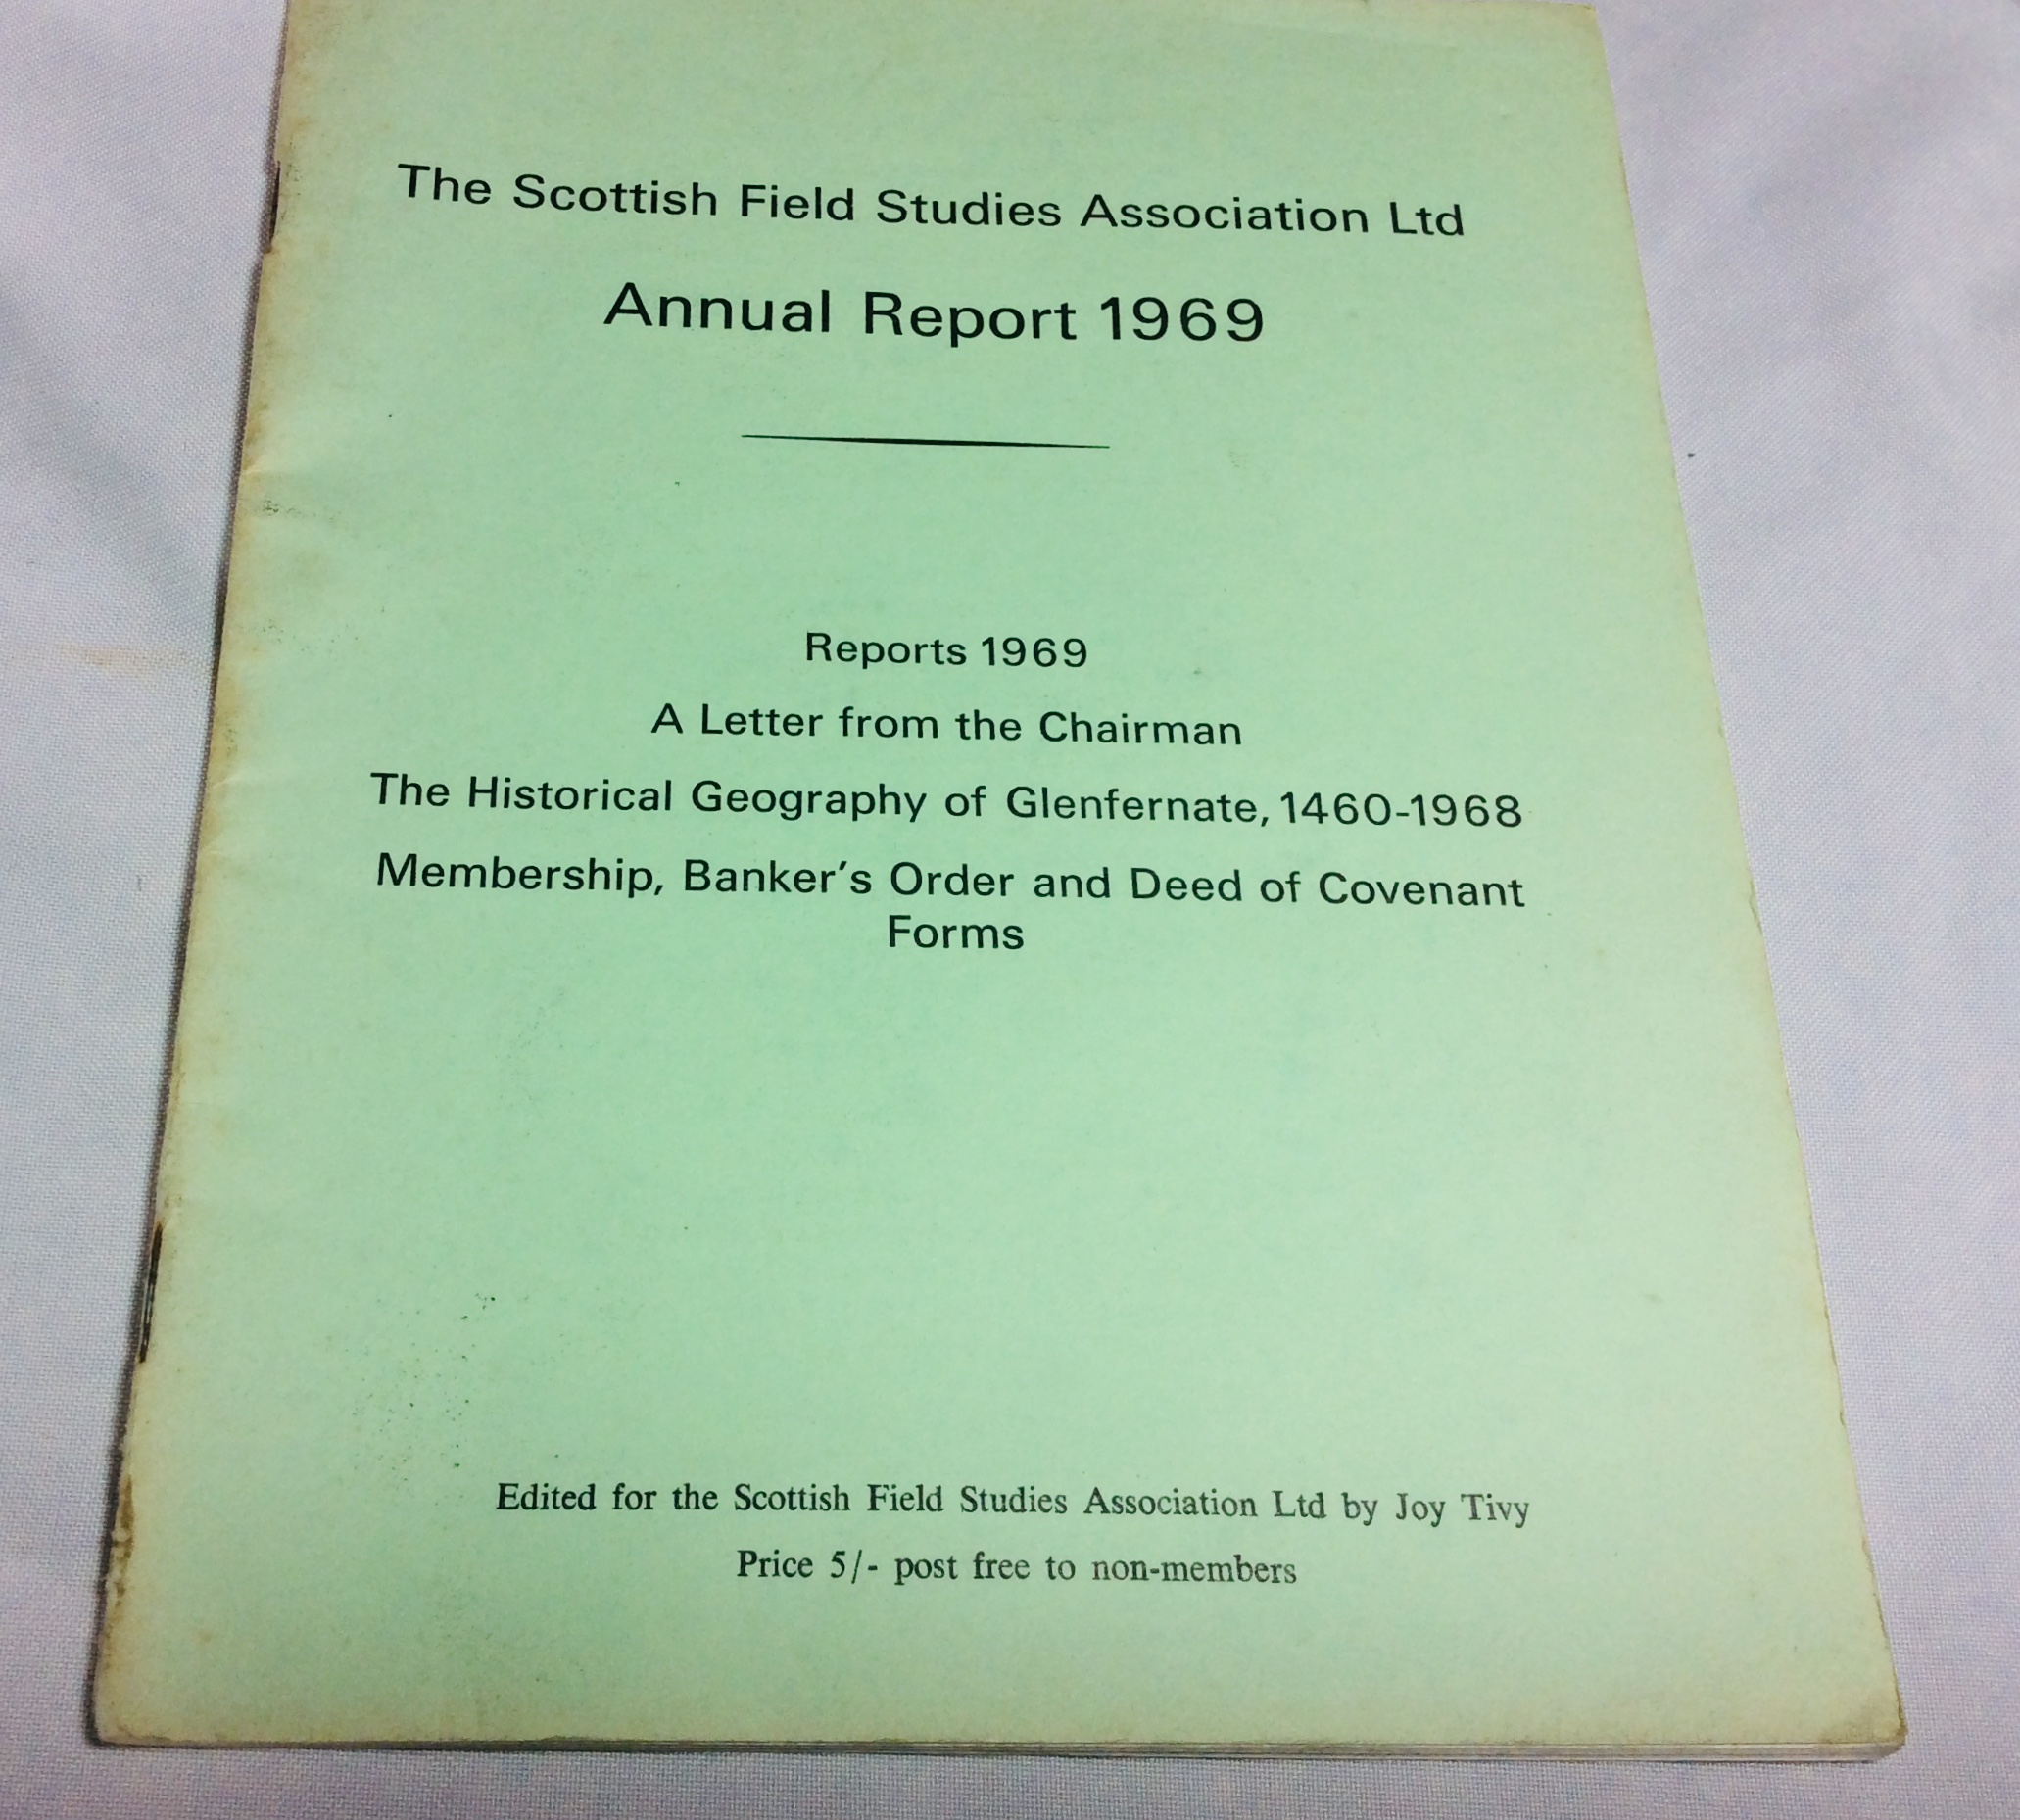 The Scottish Field Studies Association Ltd
Annual Report 1969
Reports 1969
A Letter from the Chairman
The Historical Geography of Glenfernate, 1460-1968
Membership, Banker's Order and Deed of Covenant
Forms
Edited for the Scottish Field Studies Association Ltd by Joy Tivy
Price 5/- post free to non-members